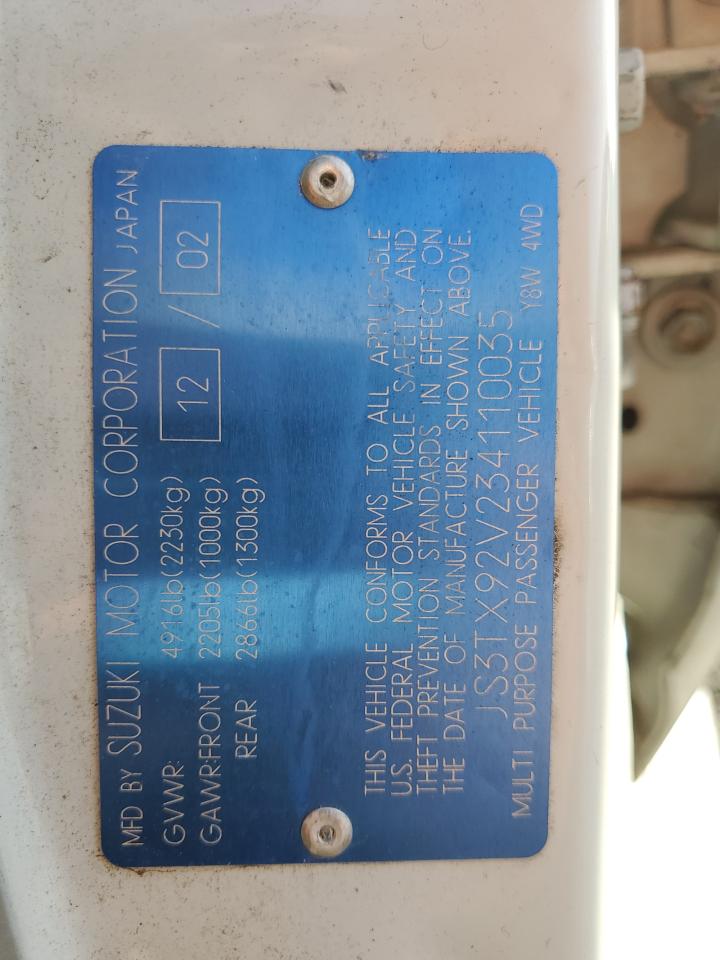 MFD BY SUZUKI MOTOR CORPORATION JAPAN
GVWR: 4916lb(2230kg) 12 / 02
GAWR:FRONT 2205lb(1000kg)
REAR 2866lb(1300kg)
THIS VEHICLE CONFORMS TO ALL APPLICABLE
U.S. FEDERAL MOTOR VEHICLE SAFETY AND
THEFT PREVENTION STANDARDS IN EFFECT ON
THE DATE OF MANUFACTURE SHOWN ABOVE.
JS3TX92V234110035
MULTI PURPOSE PASSENGER VEHICLE Y8W 4WD